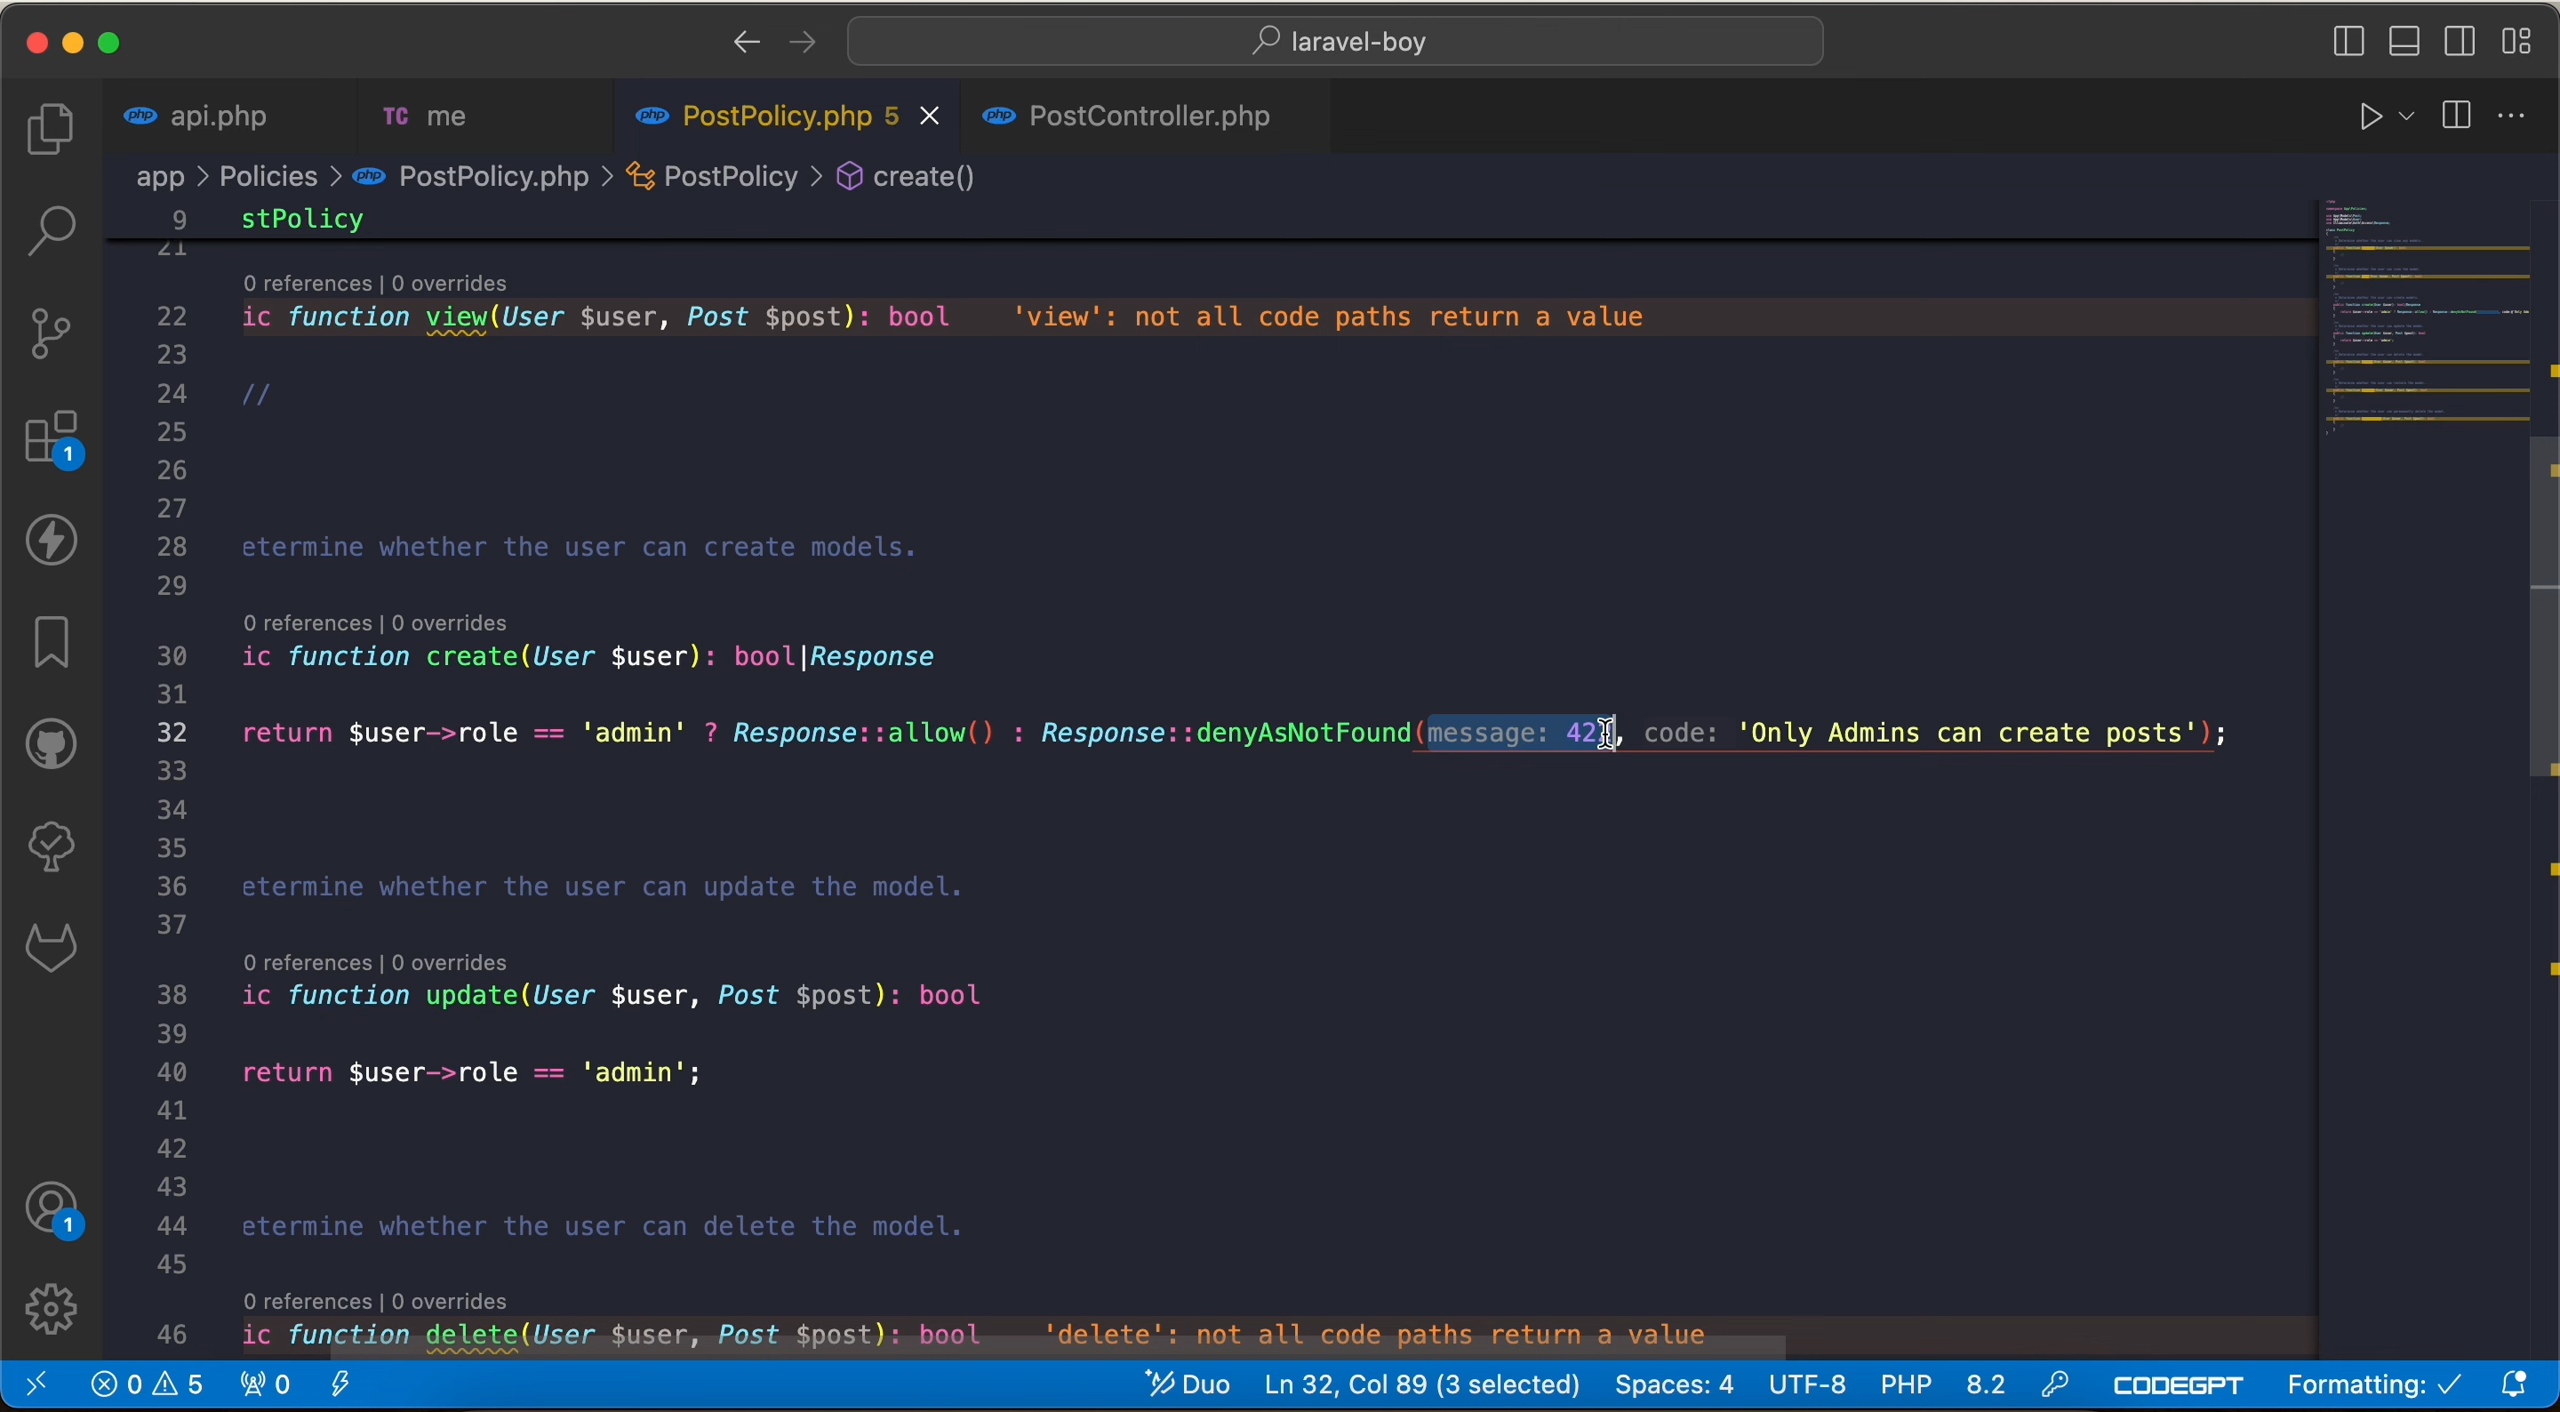 laravel-boy
php api.php
TC me
php PostPolicy.php 5
php PostController.php
app > Policies > php PostPolicy.php > PostPolicy > create()
9 stPolicy
21
0 references | 0 overrides
22 ic function view(User $user, Post $post): bool 'view': not all code paths return a value
23
24 //
25
26
27
28 etermine whether the user can create models.
29
0 references | 0 overrides
30 ic function create(User $user): bool|Response
31
32 return $user->role == 'admin' ? Response::allow() : Response::denyAsNotFound(message: 42 , code: 'Only Admins can create posts');
33
34
35
36 etermine whether the user can update the model.
37
0 references | 0 overrides
38 ic function update(User $user, Post $post): bool
39
40 return $user->role == 'admin';
41
42
43
44 etermine whether the user can delete the model.
45
0 references | 0 overrides
46 ic function delete(User $user, Post $post): bool 'delete': not all code paths return a value
1
1
0 5 0 Duo Ln 32, Col 89 (3 selected) Spaces: 4 UTF-8 PHP 8.2 CODEGPT Formatting: ✓